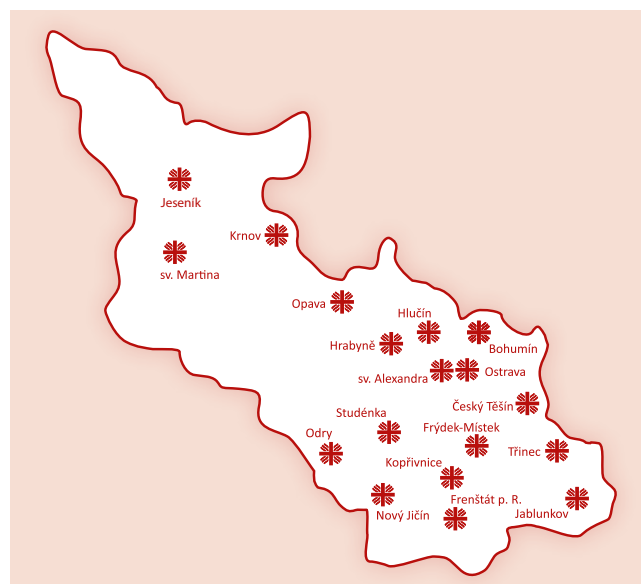 Jeseník
Krnov
sv. Martina
Opava
Hlučín
Hrabyně
Bohumín
sv. Alexandra
Ostrava
Český Těšín
Studénka
Frýdek-Místek
Odry
Třinec
Kopřivnice
Frenštát p. R.
Nový Jičín
Jablunkov